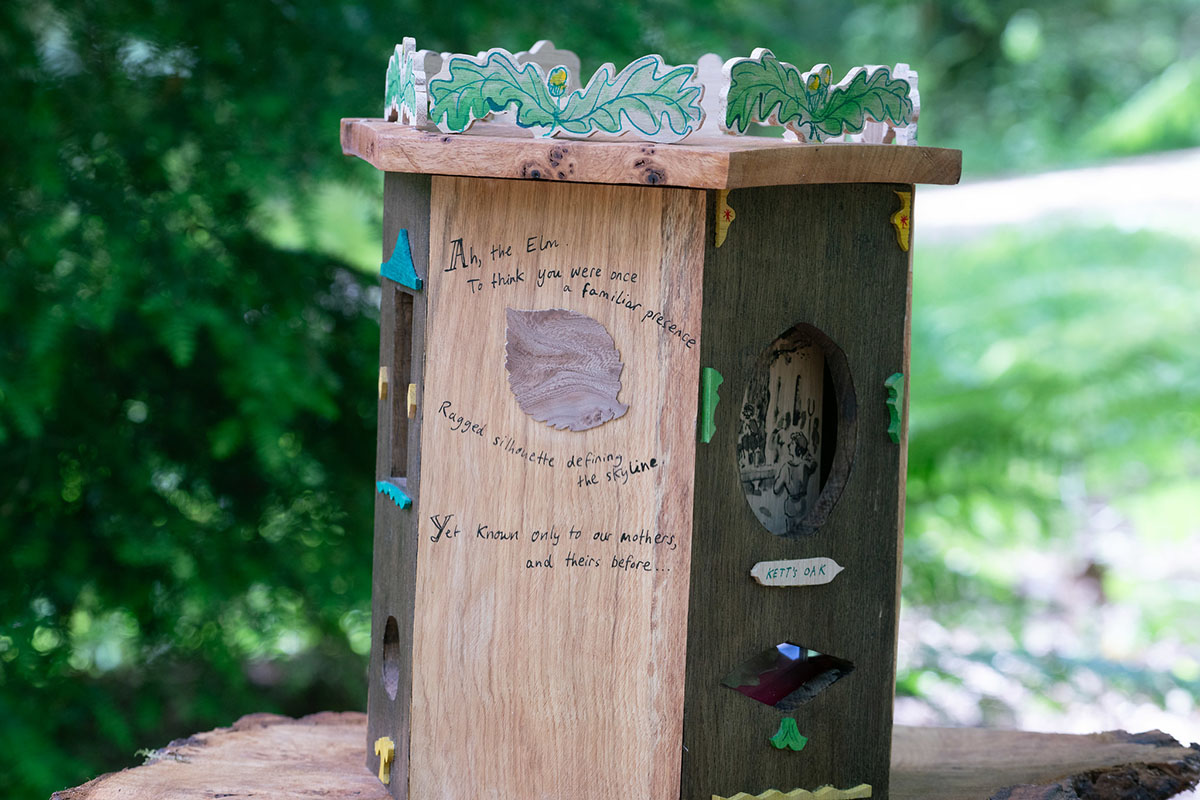 Ah, the Elm.
To think you were once
a familiar presence
Ragged silhouette defining
the skyline
Yet known only to our mothers,
and theirs before...
KETT'S OAK